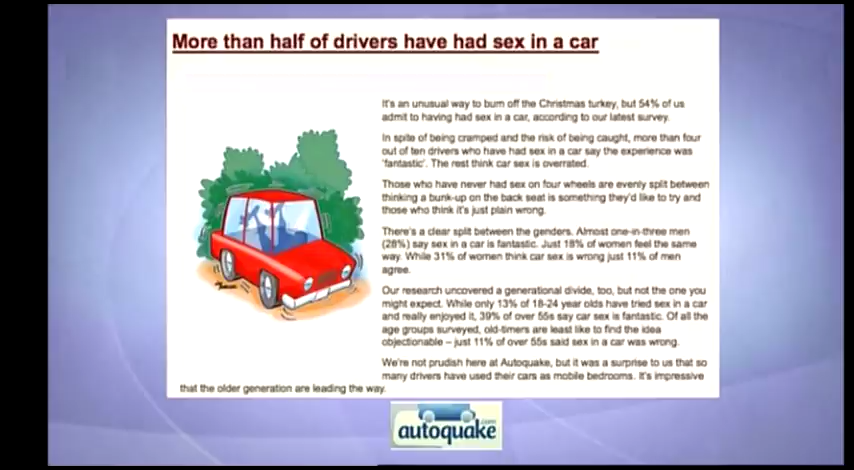 More than half of drivers have had sex in a car
It's an unusual way to burn off the Christmas turkey, but 54% of us
admit to having had sex in a car, according to our latest survey.
In spite of being cramped and the risk of being caught, more than four
out of ten drivers who have had sex in a car say the experience was
'fantastic'. The rest think car sex is overrated.
Those who have never had sex on four wheels are evenly split between
thinking a bunk-up on the back seat is something they'd like to try and
those who think it's just plain wrong.
There's a clear split between the genders. Almost one-in-three men
(28%) say sex in a car is fantastic. Just 18% of women feel the same
way. While 31% of women think car sex is wrong just 11% of men
agree.
Our research uncovered a generational divide, too, but not the one you
might expect. While only 13% of 18-24 year olds have tried sex in a car
and really enjoyed it, 39% of over 55s say car sex is fantastic. Of all the
age groups surveyed, old-timers are least like to find the idea
objectionable – just 11% of over 55s said sex in a car was wrong.
We're not prudish here at Autoquake, but it was a surprise to us that so
many drivers have used their cars as mobile bedrooms. It's impressive
that the older generation are leading the way.
autoquake.com